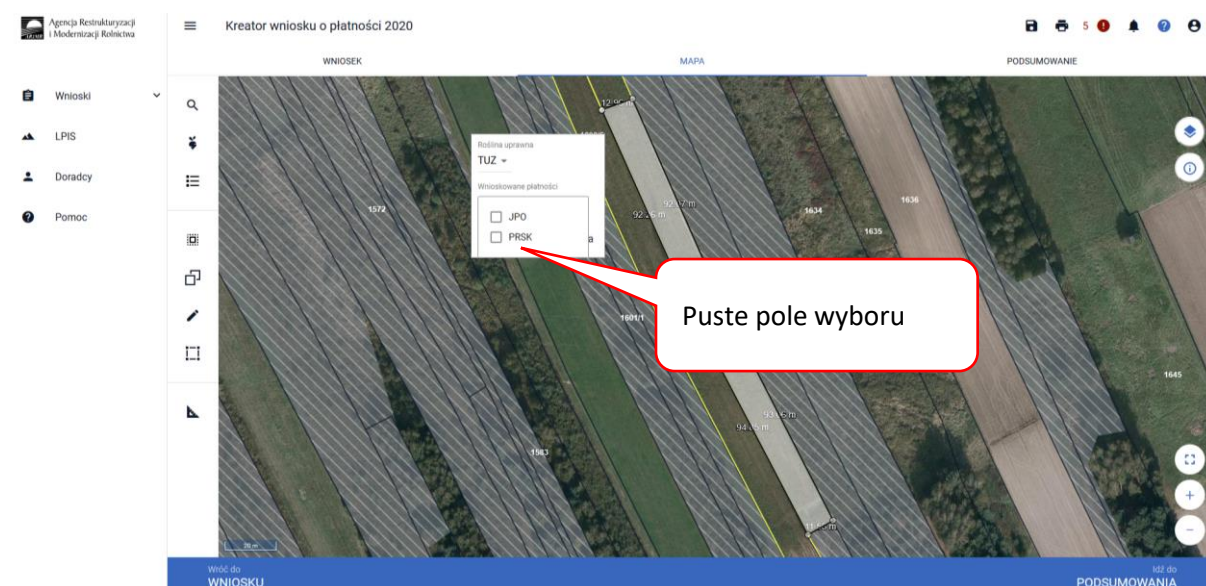 Agencja Restrukturyzacji
i Modernizacji Rolnictwa
Kreator wniosku o płatności 2020
5
WNIOSEK
MAPA
PODSUMOWANIE
Wnioski
LPIS
Doradcy
Pomoc
Roślina uprawna
TUZ
Wnioskowane płatności
JPO
PRSK
a
1572
1634
1636
1635
1601/1
1645
1583
Puste pole wyboru
20 m
Wróć do
WNIOSKU
Idź do
PODSUMOWANIA